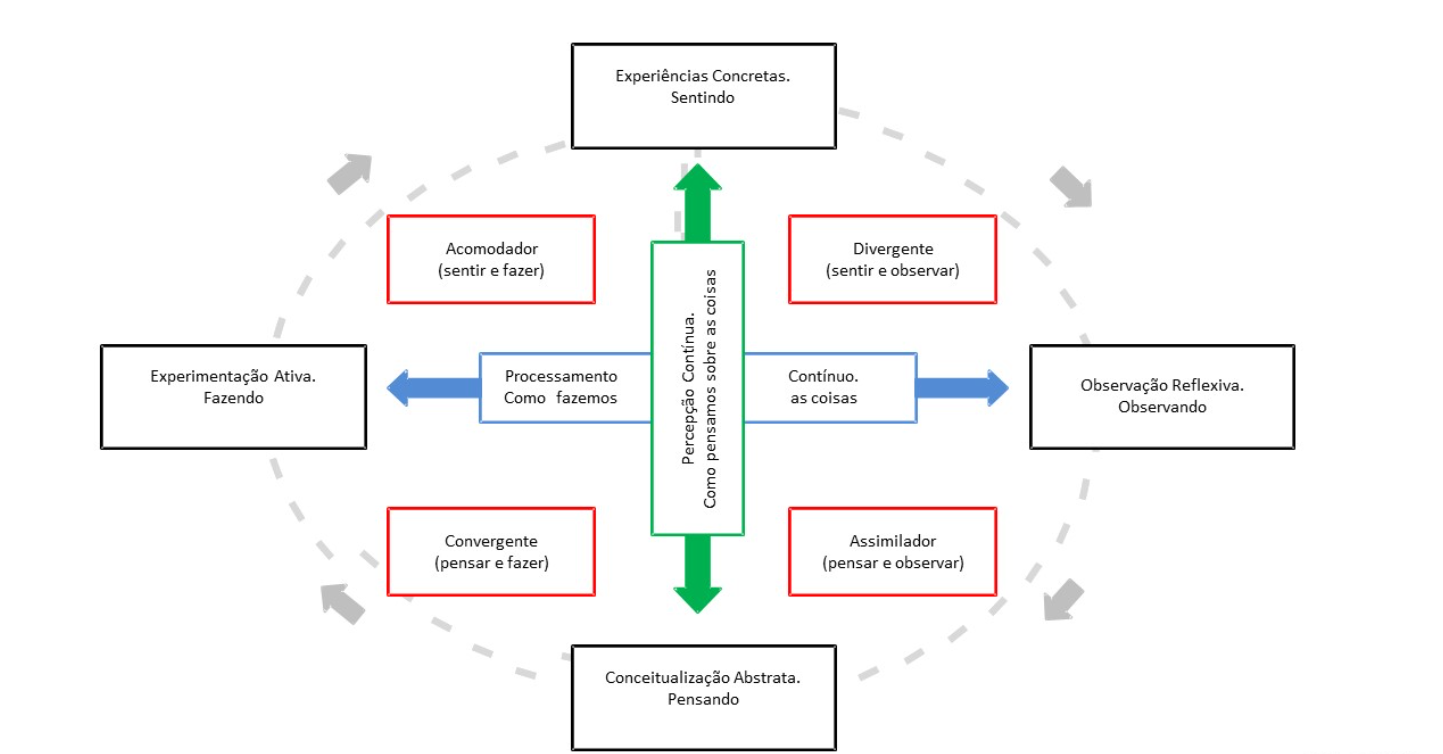 Experiências Concretas.
Sentindo
Acomodador
(sentir e fazer)
Divergente
(sentir e observar)
Experimentação Ativa.
Fazendo
Processamento
Como fazemos
Percepção Contínua.
Como pensamos sobre as coisas
Contínuo.
as coisas
Observação Reflexiva.
Observando
Convergente
(pensar e fazer)
Assimilador
(pensar e observar)
Conceitualização Abstrata.
Pensando